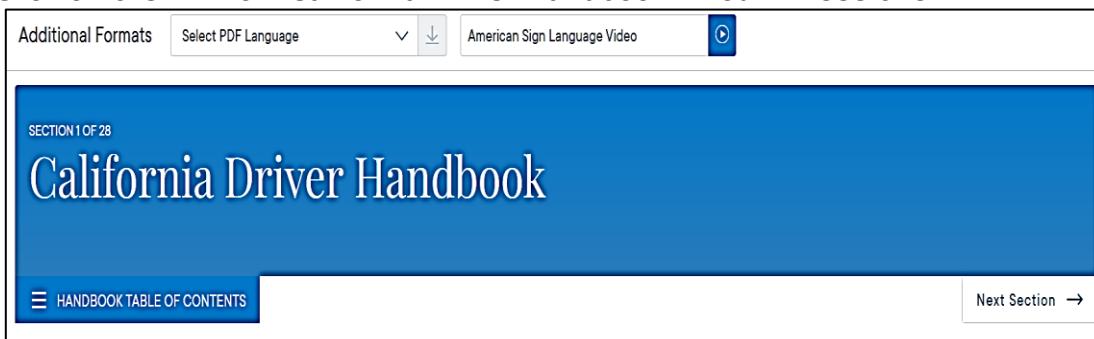 Additional Formats Select PDF Language American Sign Language Video
SECTION 1 OF 28
California Driver Handbook
HANDBOOK TABLE OF CONTENTS Next Section →